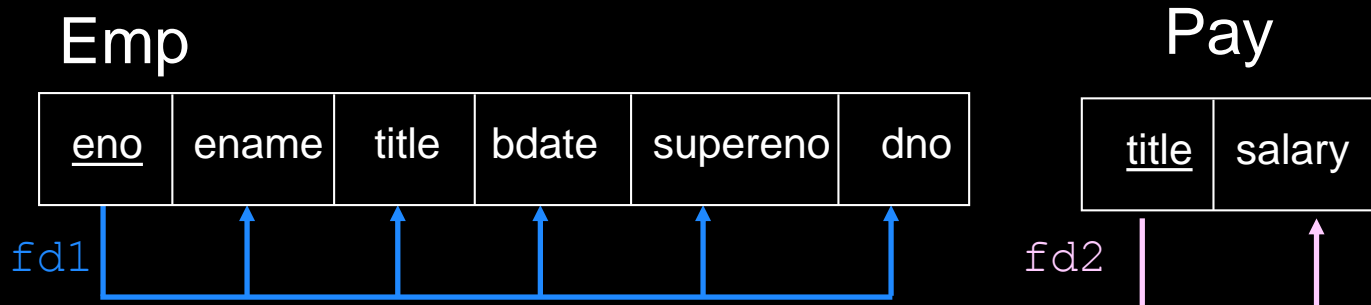 Emp
Pay
eno ename title bdate supereno dno
title salary
fd1
fd2